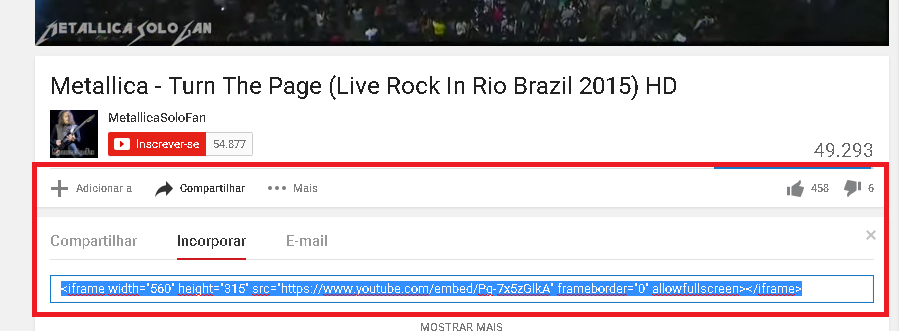 METALLICA SOLO FAN
Metallica - Turn The Page (Live Rock In Rio Brazil 2015) HD
MetallicaSoloFan
Inscrever-se 54.877
49.293
Adicionar a Compartilhar Mais 458 6
Compartilhar Incorporar E-mail
<iframe width="560" height="315" src="https://www.youtube.com/embed/Pg-7x5zGlkA" frameborder="0" allowfullscreen></iframe>
MOSTRAR MAIS